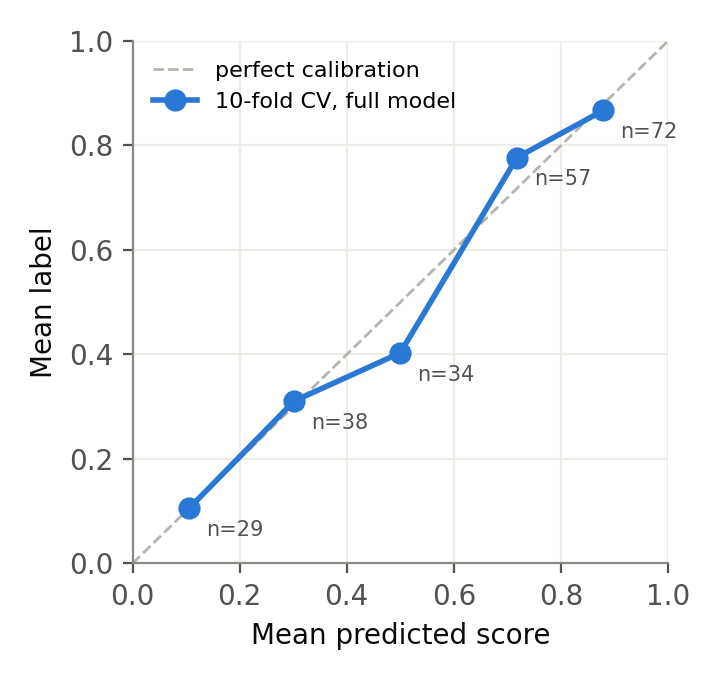 1.0
0.8
0.6
0.4
0.2
0.0
Mean label
perfect calibration
10-fold CV, full model
n=72
n=57
n=34
n=38
n=29
0.0 0.2 0.4 0.6 0.8 1.0
Mean predicted score